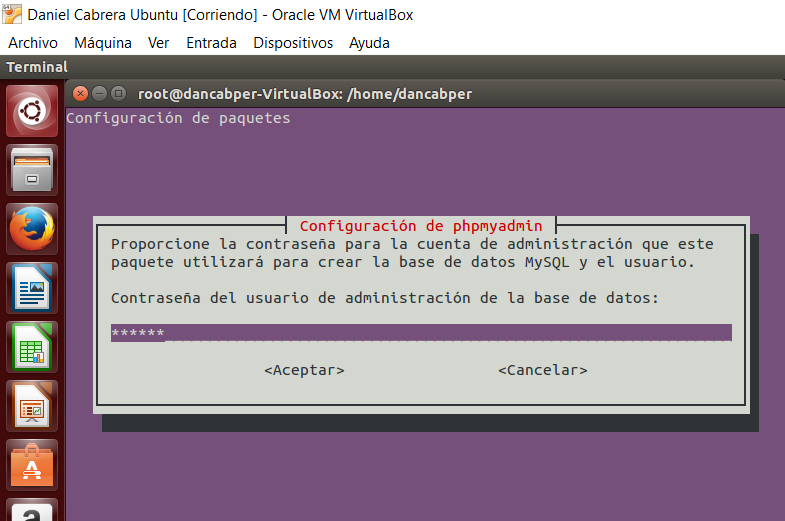 Daniel Cabrera Ubuntu [Corriendo] - Oracle VM VirtualBox
Archivo Máquina Ver Entrada Dispositivos Ayuda
Terminal
root@dancabper-VirtualBox: /home/dancabper
Configuración de paquetes
Configuración de phpmyadmin
Proporcione la contraseña para la cuenta de administración que este
paquete utilizará para crear la base de datos MySQL y el usuario.
Contraseña del usuario de administración de la base de datos:
******
<Aceptar> <Cancelar>